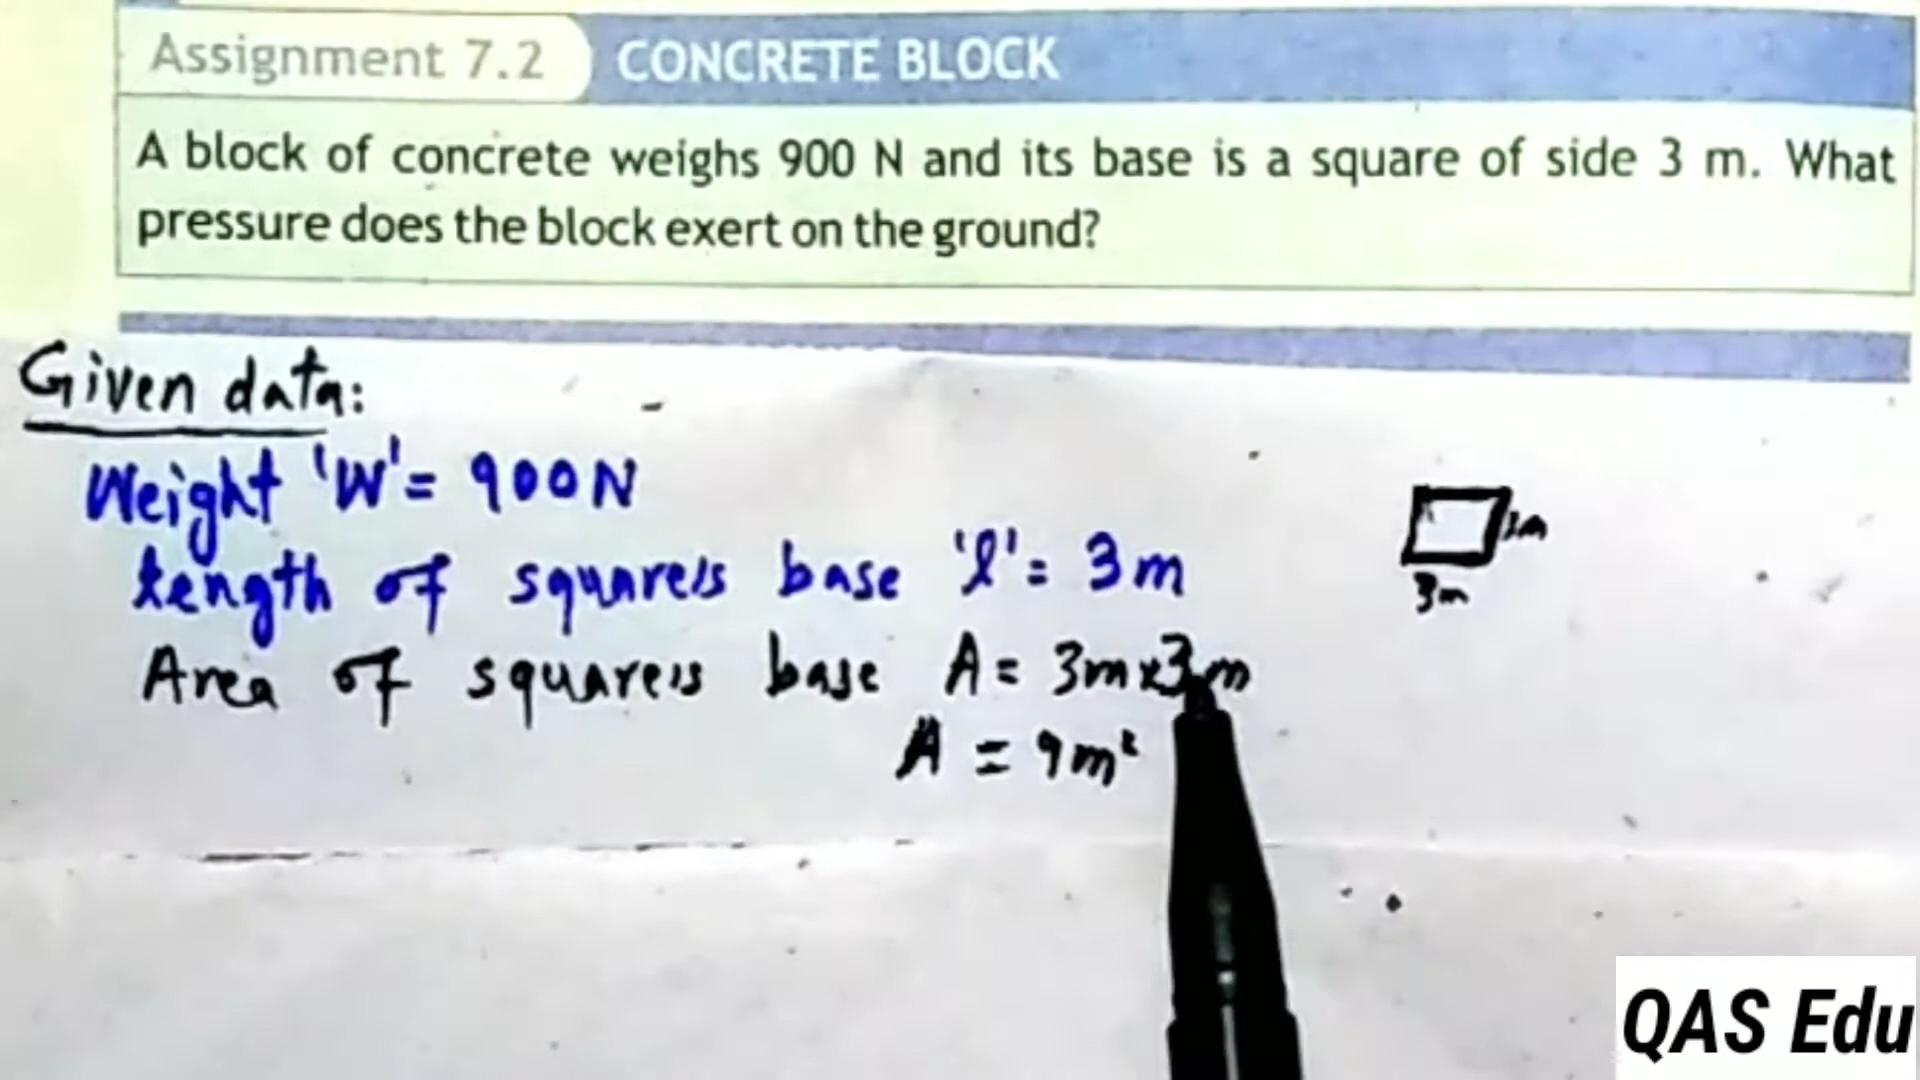 Assignment 7.2 CONCRETE BLOCK
A block of concrete weighs 900 N and its base is a square of side 3 m. What
pressure does the block exert on the ground?
Given data:
Weight 'W' = 900N
Length of square's base 'l' = 3m
3m
3m
Area of square's base A = 3m×3m
A = 9m²
QAS Edu